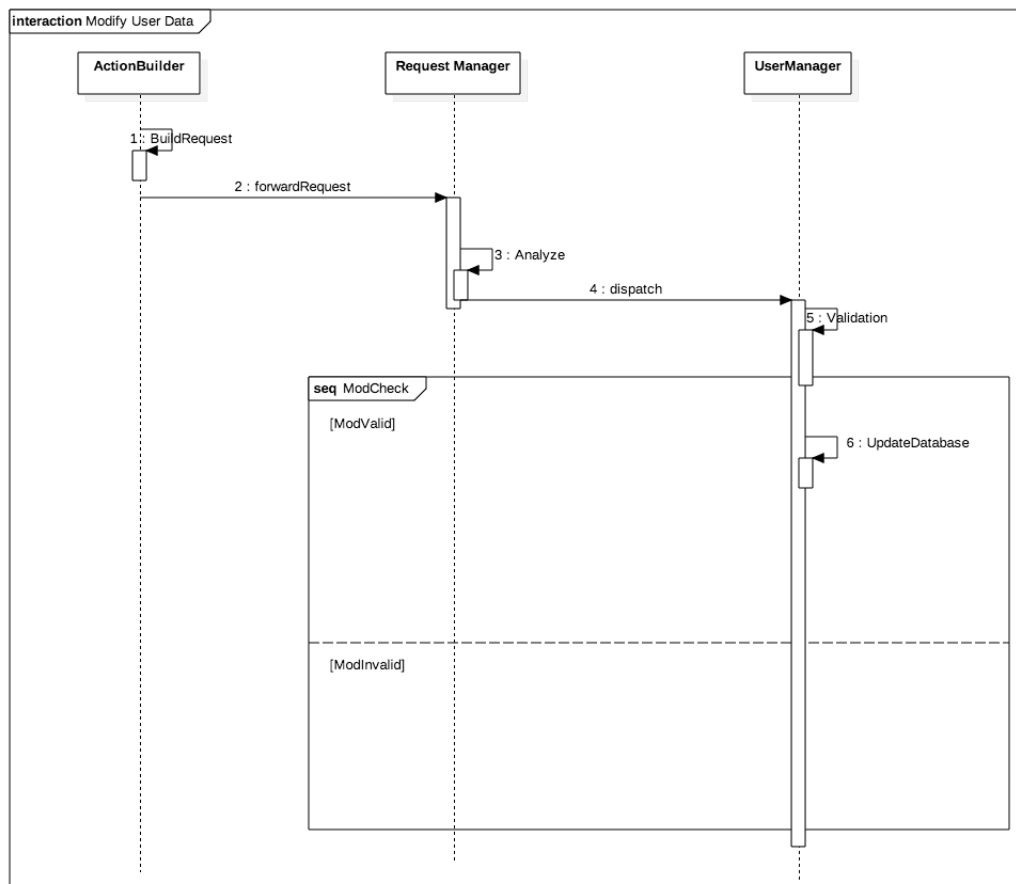 interaction Modify User Data
ActionBuilder
Request Manager
UserManager
1 : BuildRequest
2 : forwardRequest
3 : Analyze
4 : dispatch
5 : Validation
seq ModCheck
[ModValid]
6 : UpdateDatabase
[ModInvalid]